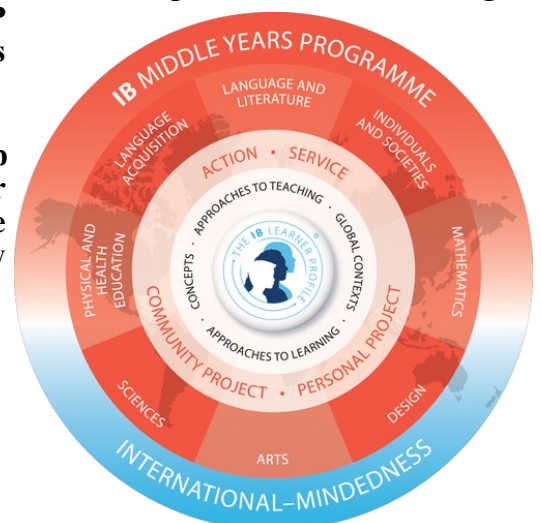 IB MIDDLE YEARS PROGRAMME
LANGUAGE AND
LITERATURE
INDIVIDUALS
AND SOCIETIES
MATHEMATICS
DESIGN
ARTS
SCIENCES
PHYSICAL AND
HEALTH
EDUCATION
LANGUAGE
ACQUISITION
ACTION • SERVICE
PERSONAL PROJECT
COMMUNITY PROJECT •
APPROACHES TO TEACHING ·
GLOBAL CONTEXTS ·
APPROACHES TO LEARNING ·
CONCEPTS ·
THE IB LEARNER PROFILE ®
INTERNATIONAL–MINDEDNESS